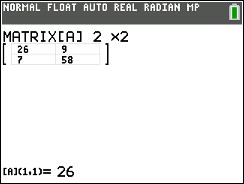 NORMAL FLOAT AUTO REAL RADIAN MP
MATRIX[A] 2 ×2
[ 26 9 ]
[ 7 58 ]
[A](1,1)= 26